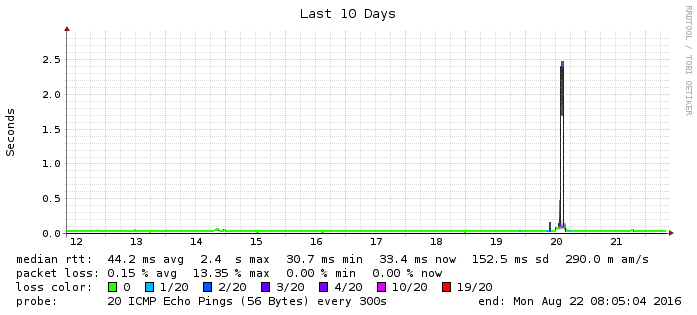 Last 10 Days
RRDTOOL / TOBI OETIKER
Seconds
2.5
2.0
1.5
1.0
0.5
0.0
12 13 14 15 16 17 18 19 20 21
median rtt: 44.2 ms avg 2.4 s max 30.7 ms min 33.4 ms now 152.5 ms sd 290.0 m am/s
packet loss: 0.15 % avg 13.35 % max 0.00 % min 0.00 % now
loss color: 0 1/20 2/20 3/20 4/20 10/20 19/20
probe: 20 ICMP Echo Pings (56 Bytes) every 300s end: Mon Aug 22 08:05:04 2016